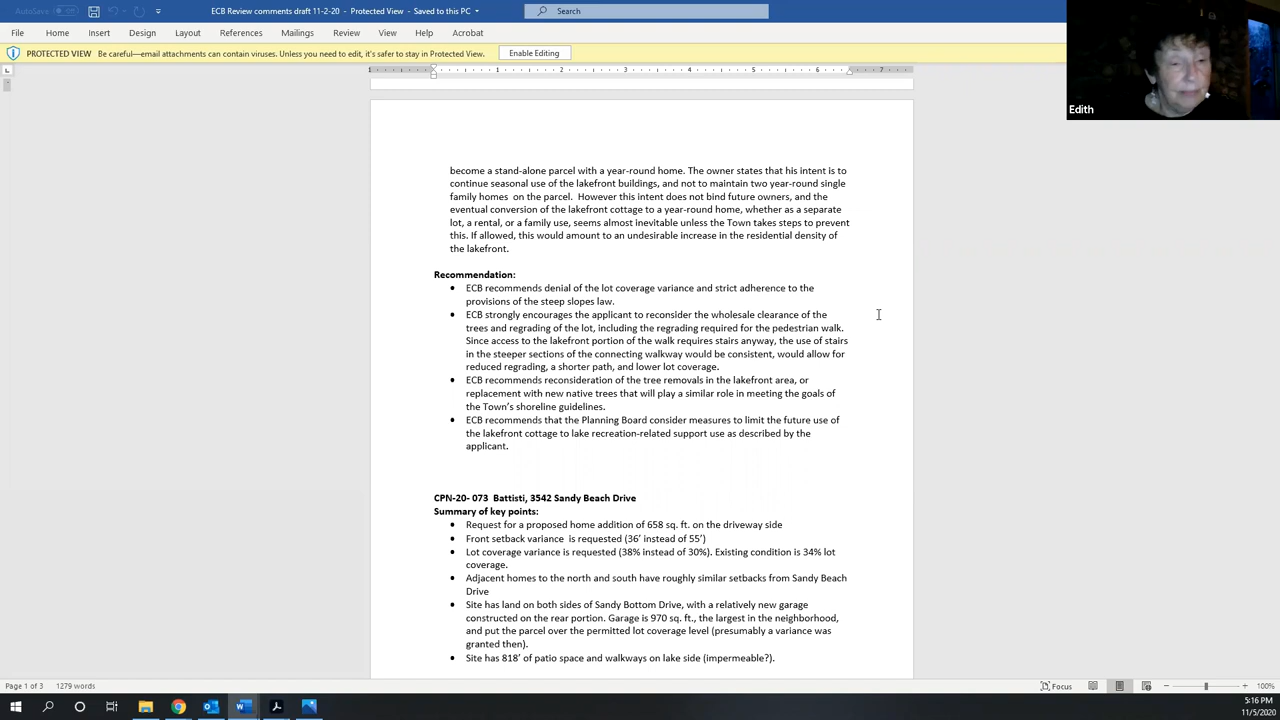 AutoSave Off ECB Review comments draft 11-2-20 - Protected View - Saved to this PC Search
File Home Insert Design Layout References Mailings Review View Help Acrobat
PROTECTED VIEW Be careful—email attachments can contain viruses. Unless you need to edit, it's safer to stay in Protected View. Enable Editing
1 1 2 3 4 5 6 7
Edith
become a stand-alone parcel with a year-round home. The owner states that his intent is to
continue seasonal use of the lakefront buildings, and not to maintain two year-round single
family homes on the parcel. However this intent does not bind future owners, and the
eventual conversion of the lakefront cottage to a year-round home, whether as a separate
lot, a rental, or a family use, seems almost inevitable unless the Town takes steps to prevent
this. If allowed, this would amount to an undesirable increase in the residential density of
the lakefront.
Recommendation:
• ECB recommends denial of the lot coverage variance and strict adherence to the
provisions of the steep slopes law.
• ECB strongly encourages the applicant to reconsider the wholesale clearance of the
trees and regrading of the lot, including the regrading required for the pedestrian walk.
Since access to the lakefront portion of the walk requires stairs anyway, the use of stairs
in the steeper sections of the connecting walkway would be consistent, would allow for
reduced regrading, a shorter path, and lower lot coverage.
• ECB recommends reconsideration of the tree removals in the lakefront area, or
replacement with new native trees that will play a similar role in meeting the goals of
the Town's shoreline guidelines.
• ECB recommends that the Planning Board consider measures to limit the future use of
the lakefront cottage to lake recreation-related support use as described by the
applicant.
CPN-20- 073 Battisti, 3542 Sandy Beach Drive
Summary of key points:
• Request for a proposed home addition of 658 sq. ft. on the driveway side
• Front setback variance is requested (36' instead of 55')
• Lot coverage variance is requested (38% instead of 30%). Existing condition is 34% lot
coverage.
• Adjacent homes to the north and south have roughly similar setbacks from Sandy Beach
Drive
• Site has land on both sides of Sandy Bottom Drive, with a relatively new garage
constructed on the rear portion. Garage is 970 sq. ft., the largest in the neighborhood,
and put the parcel over the permitted lot coverage level (presumably a variance was
granted then).
• Site has 818' of patio space and walkways on lake side (impermeable?).
Page 1 of 3 1279 words Focus 100%
5:16 PM
11/5/2020